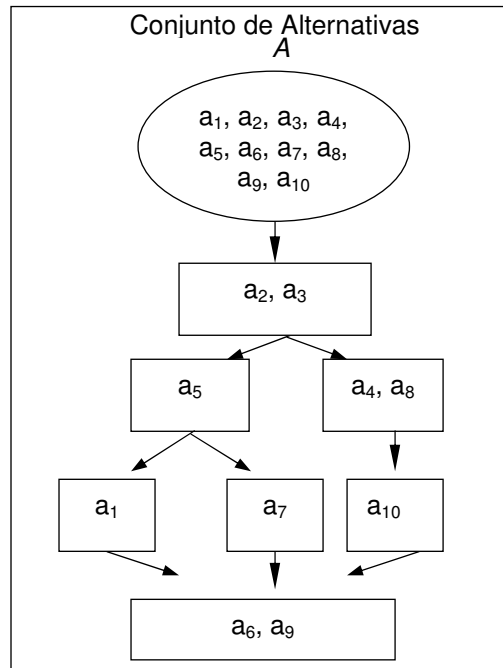 Conjunto de Alternativas
A
a₁, a₂, a₃, a₄,
a₅, a₆, a₇, a₈,
a₉, a₁₀
a₂, a₃
a₅
a₄, a₈
a₁
a₇
a₁₀
a₆, a₉